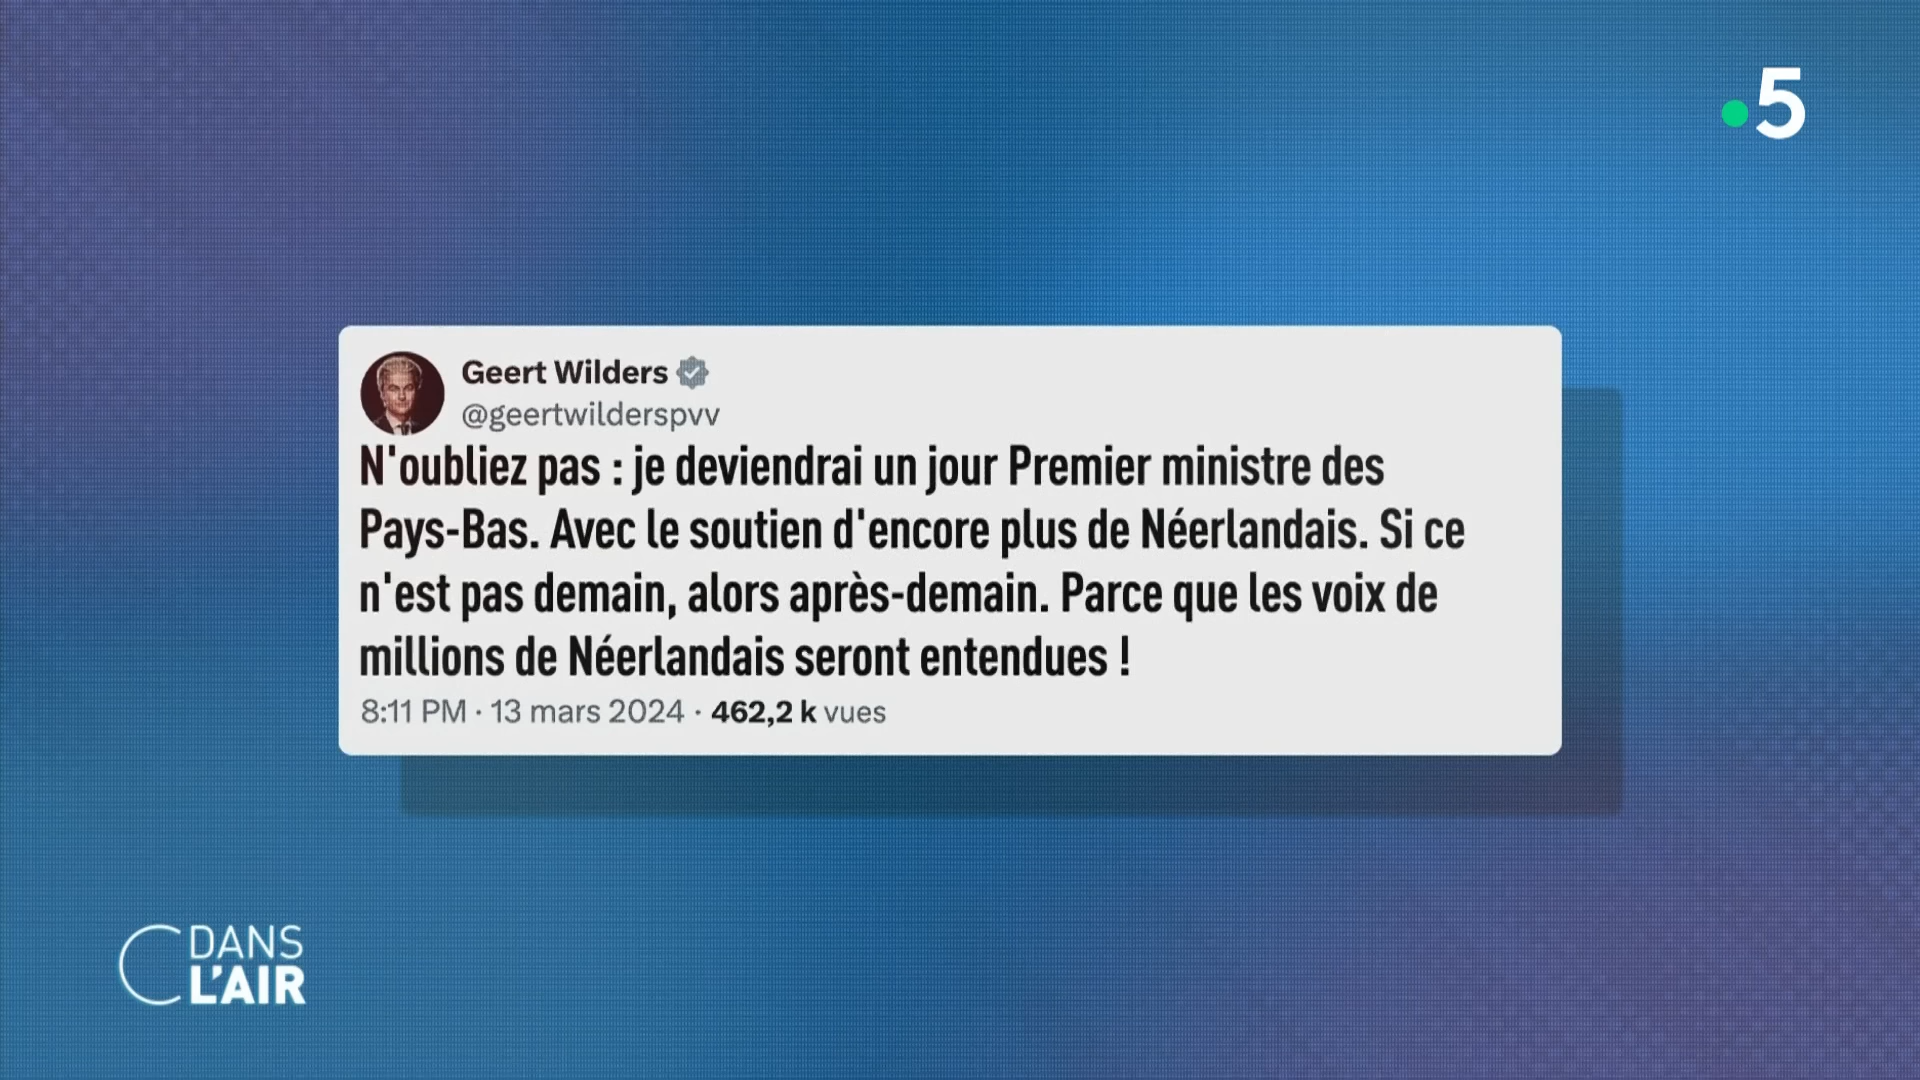 5
Geert Wilders
@geertwilderspvv
N'oubliez pas : je deviendrai un jour Premier ministre des
Pays-Bas. Avec le soutien d'encore plus de Néerlandais. Si ce
n'est pas demain, alors après-demain. Parce que les voix de
millions de Néerlandais seront entendues !
8:11 PM · 13 mars 2024 · 462,2 k vues
C DANS
L'AIR